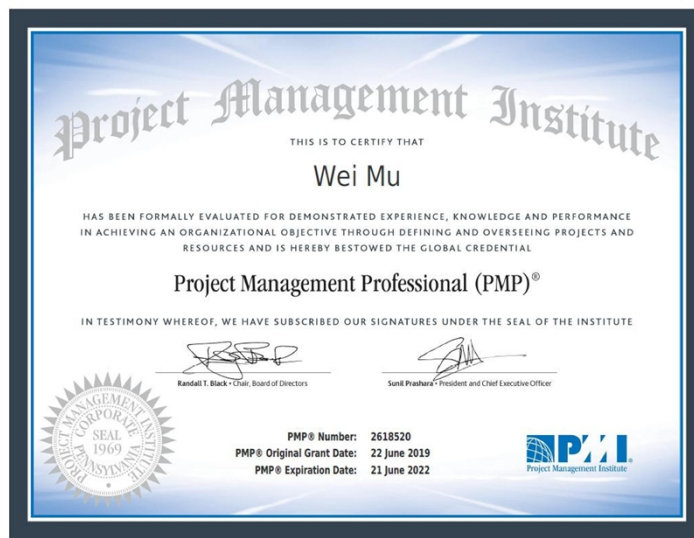 Project Management Institute
THIS IS TO CERTIFY THAT
Wei Mu
HAS BEEN FORMALLY EVALUATED FOR DEMONSTRATED EXPERIENCE, KNOWLEDGE AND PERFORMANCE
IN ACHIEVING AN ORGANIZATIONAL OBJECTIVE THROUGH DEFINING AND OVERSEEING PROJECTS AND
RESOURCES AND IS HEREBY BESTOWED THE GLOBAL CREDENTIAL
Project Management Professional (PMP)®
IN TESTIMONY WHEREOF, WE HAVE SUBSCRIBED OUR SIGNATURES UNDER THE SEAL OF THE INSTITUTE
Randall T. Black • Chair, Board of Directors
Sunil Prashara • President and Chief Executive Officer
PROJECT MANAGEMENT INSTITUTE
PENNSYLVANIA
CORPORATE
SEAL
1969
PMP® Number: 2618520
PMP® Original Grant Date: 22 June 2019
PMP® Expiration Date: 21 June 2022
PMI®
Project Management Institute